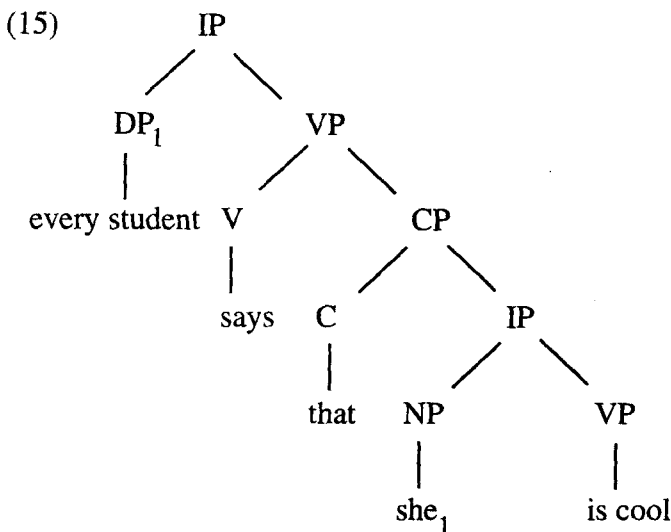 (15) IP
DP1 VP
every student V CP
says C IP
that NP VP
she1 is cool